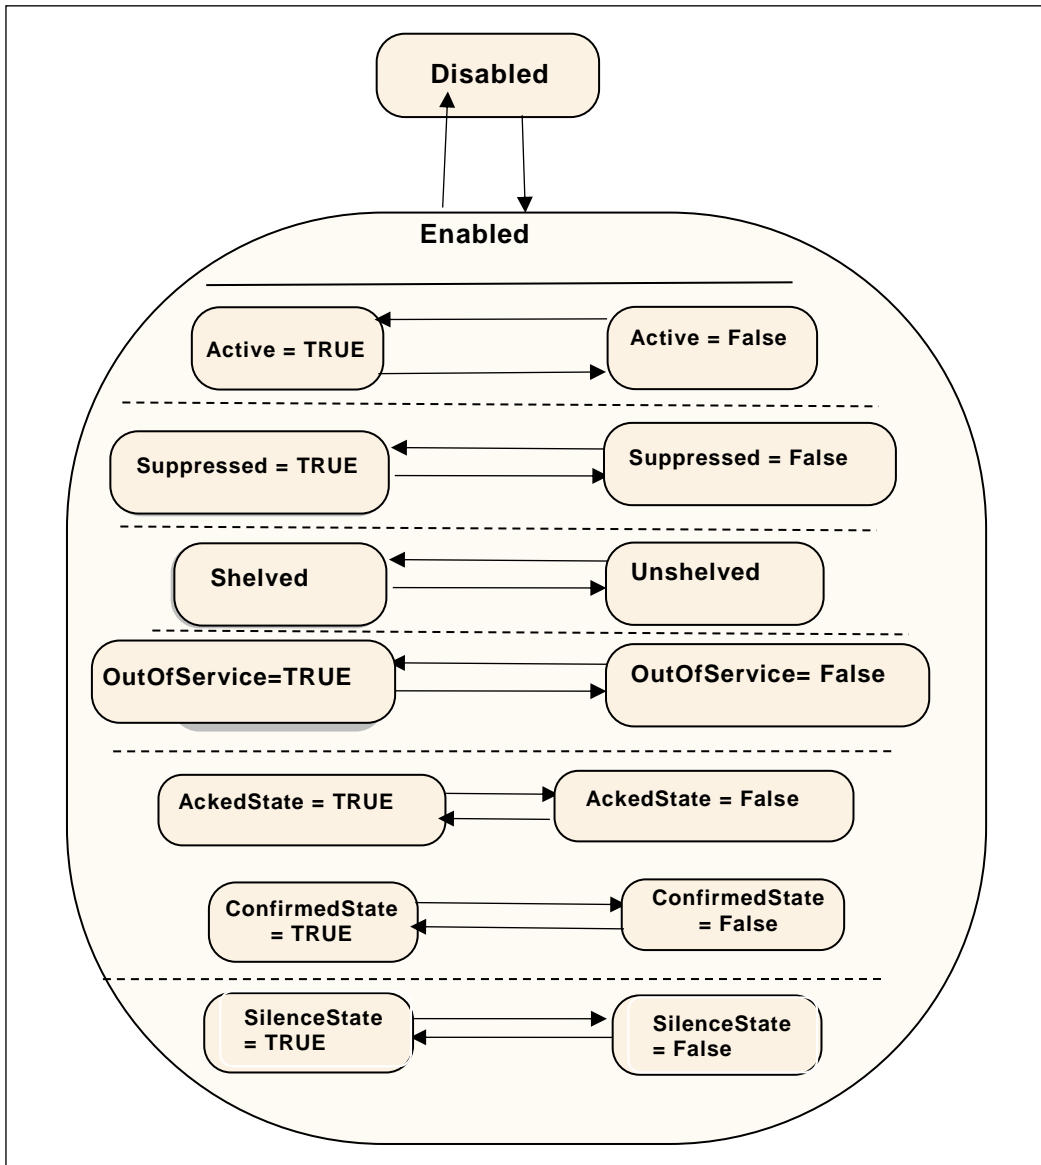 Disabled
Enabled
Active = TRUE
Active = False
Suppressed = TRUE
Suppressed = False
Shelved
Unshelved
OutOfService=TRUE
OutOfService= False
AckedState = TRUE
AckedState = False
ConfirmedState
= TRUE
ConfirmedState
= False
SilenceState
= TRUE
SilenceState
= False